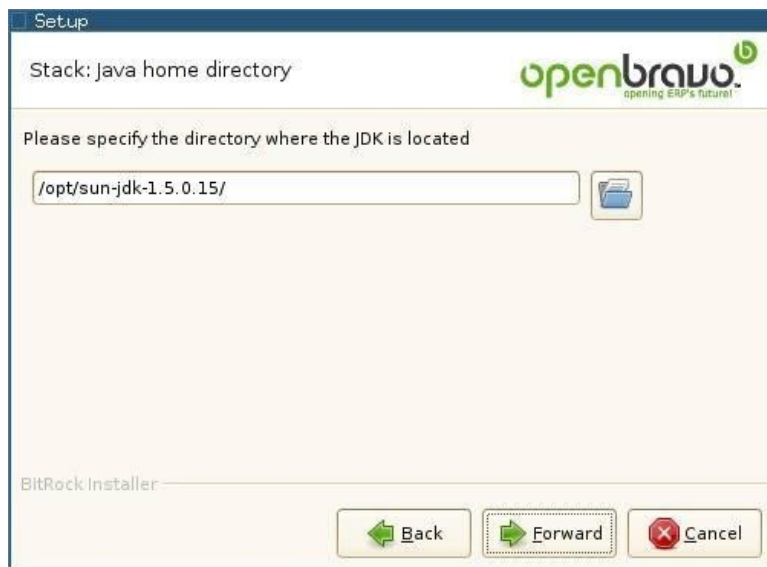 Setup
Stack: Java home directory
openbravo
opening ERP's future!
Please specify the directory where the JDK is located
/opt/sun-jdk-1.5.0.15/
BitRock Installer
Back
Forward
Cancel